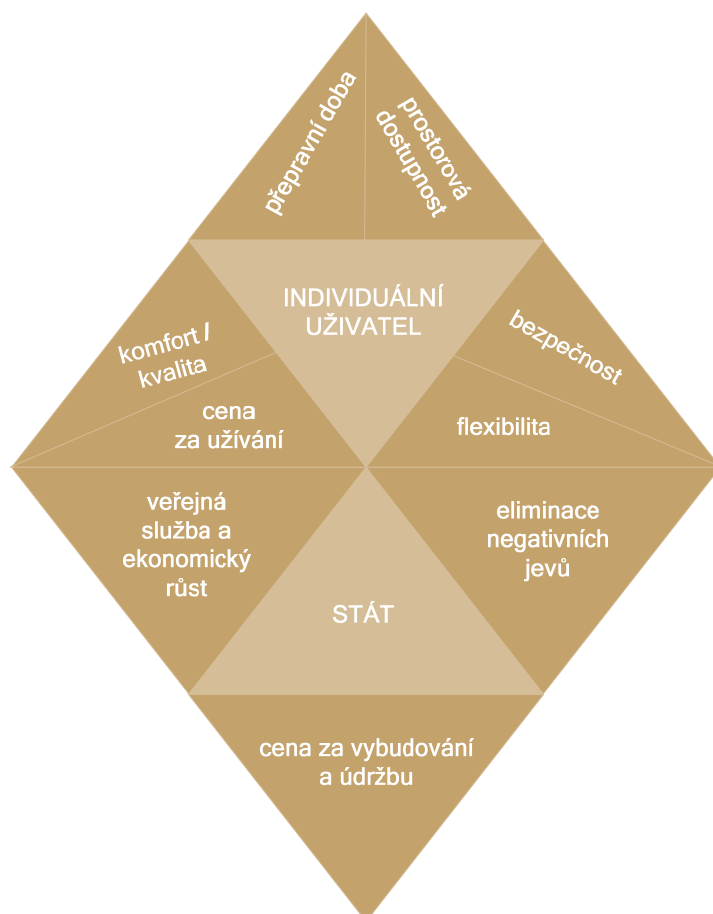 přepravní doba
prostorová
dostupnost
INDIVIDUÁLNÍ
UŽIVATEL
komfort /
kvalita
bezpečnost
cena
za užívání
flexibilita
veřejná
služba a
ekonomický
růst
eliminace
negativních
jevů
STÁT
cena za vybudování
a údržbu